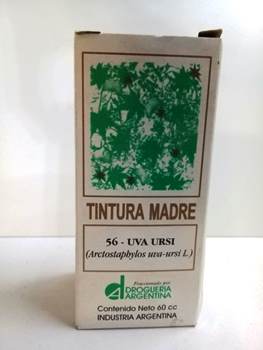 TINTURA MADRE
56 - UVA URSI
(Arctostaphylos uva-ursi L.)
Fraccionado por
DROGUERIA
ARGENTINA
Contenido Neto 60 cc
INDUSTRIA ARGENTINA